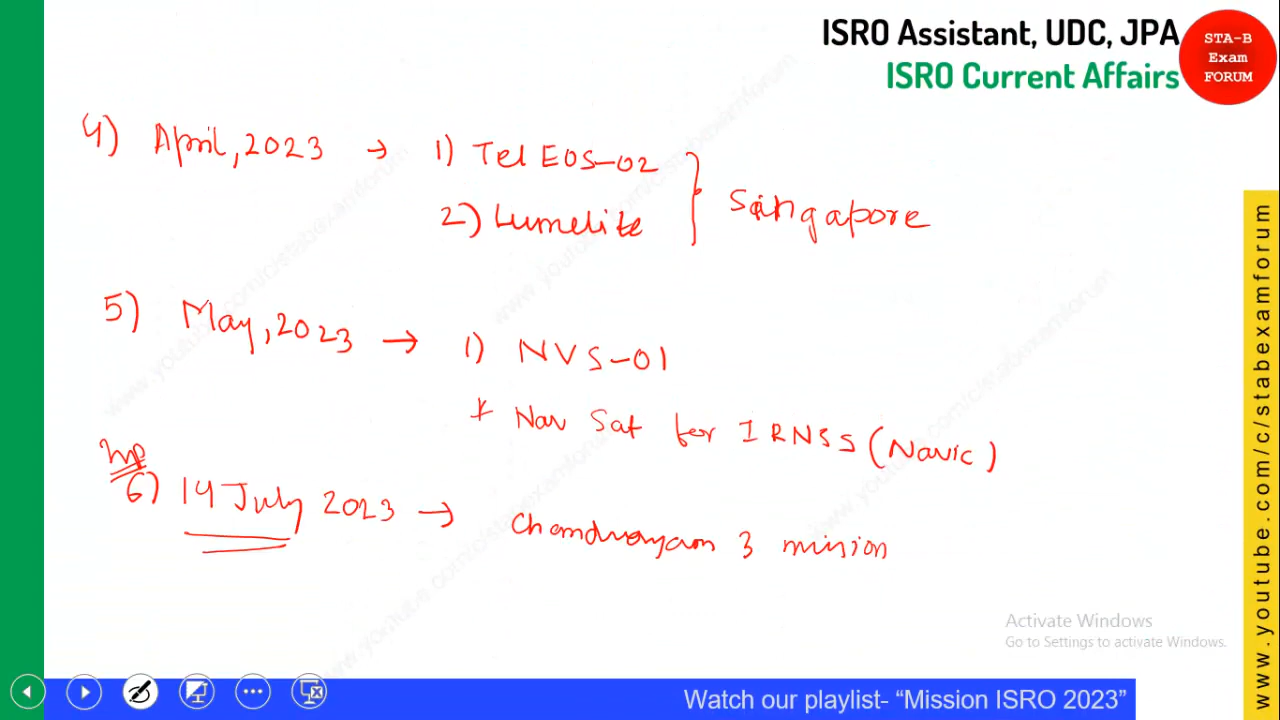 ISRO Assistant, UDC, JPA
ISRO Current Affairs
STA-B
Exam
FORUM
4) April, 2023 → 1) Tel EOS-02
2) Lumelite
} Singapore
5) May, 2023 → 1) NVS-01
* Nav Sat for IRNSS (Navic)
Imp
6) 14 July 2023 → Chandrayaan 3 mission
www.youtube.com/c/stabexamforum
Activate Windows
Go to Settings to activate Windows.
Watch our playlist- “Mission ISRO 2023”